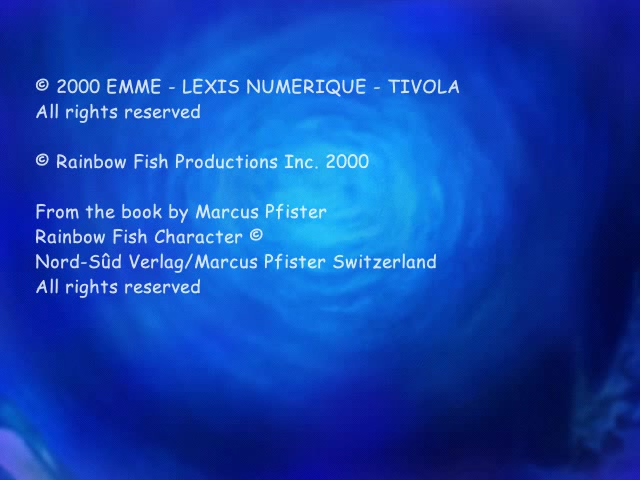 © 2000 EMME - LEXIS NUMERIQUE - TIVOLA
All rights reserved
© Rainbow Fish Productions Inc. 2000
From the book by Marcus Pfister
Rainbow Fish Character ©
Nord-Sûd Verlag/Marcus Pfister Switzerland
All rights reserved